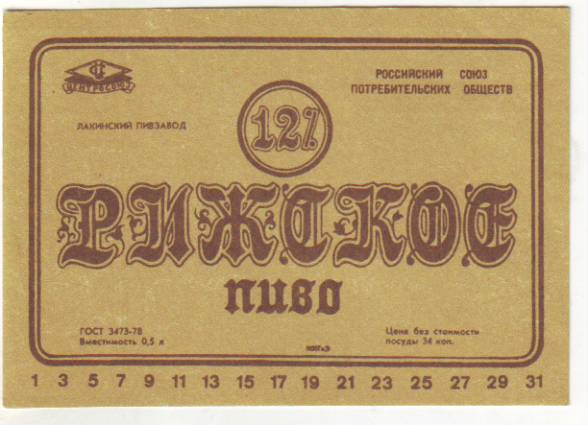 ЦЕНТРОСОЮЗ
РОССИЙСКИЙ СОЮЗ
ПОТРЕБИТЕЛЬСКИХ ОБЩЕСТВ
ЛАКИНСКИЙ ПИВЗАВОД
12%
РИЖСКОЕ
пиво
ГОСТ 3473-78
Вместимость 0,5 л
Цена без стоимости
посуды 34 коп.
1 3 5 7 9 11 13 15 17 19 21 23 25 27 29 31